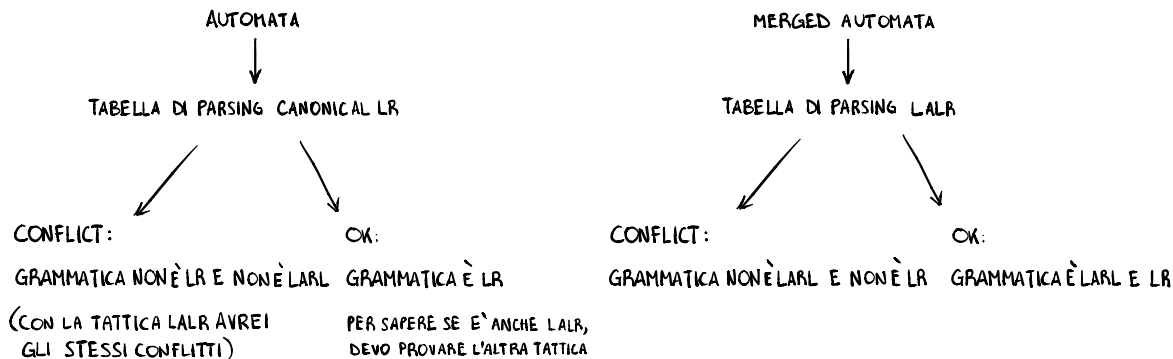 AUTOMATA
TABELLA DI PARSING CANONICAL LR
CONFLICT:
GRAMMATICA NON È LR E NON È LARL
(CON LA TATTICA LALR AVREI
GLI STESSI CONFLITTI)
OK:
GRAMMATICA È LR
PER SAPERE SE E' ANCHE LALR,
DEVO PROVARE L'ALTRA TATTICA
MERGED AUTOMATA
TABELLA DI PARSING LALR
CONFLICT:
GRAMMATICA NON È LARL E NON È LR
OK:
GRAMMATICA È LARL E LR